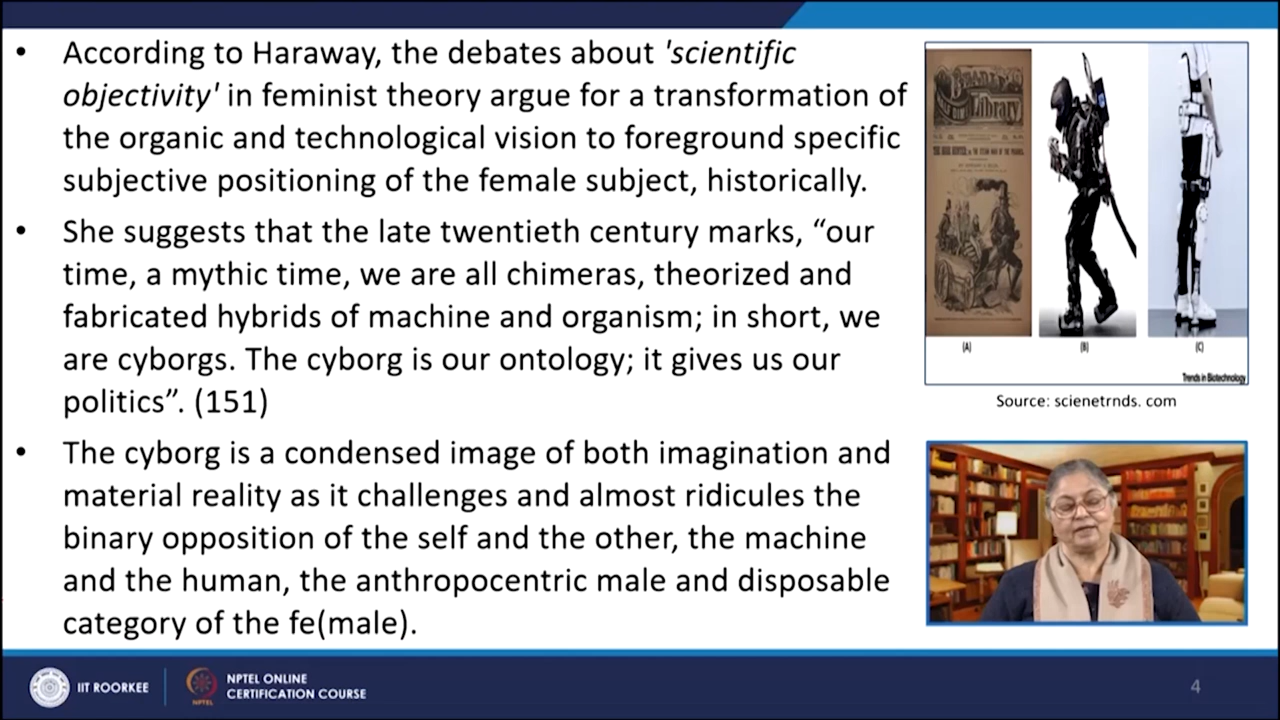 • According to Haraway, the debates about 'scientific
objectivity' in feminist theory argue for a transformation of
the organic and technological vision to foreground specific
subjective positioning of the female subject, historically.
• She suggests that the late twentieth century marks, “our
time, a mythic time, we are all chimeras, theorized and
fabricated hybrids of machine and organism; in short, we
are cyborgs. The cyborg is our ontology; it gives us our
politics”. (151)
• The cyborg is a condensed image of both imagination and
material reality as it challenges and almost ridicules the
binary opposition of the self and the other, the machine
and the human, the anthropocentric male and disposable
category of the fe(male).
Library
(A)
(B)
(C)
Trends in Biotechnology
Source: scienetrnds. com
IIT ROORKEE
NPTEL
NPTEL ONLINE
CERTIFICATION COURSE
4